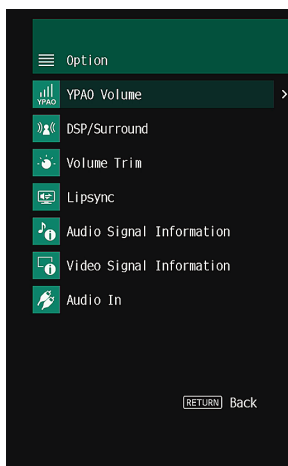 Option
YPAO
YPAO Volume
DSP/Surround
Volume Trim
Lipsync
Audio Signal Information
Video Signal Information
Audio In
RETURN Back